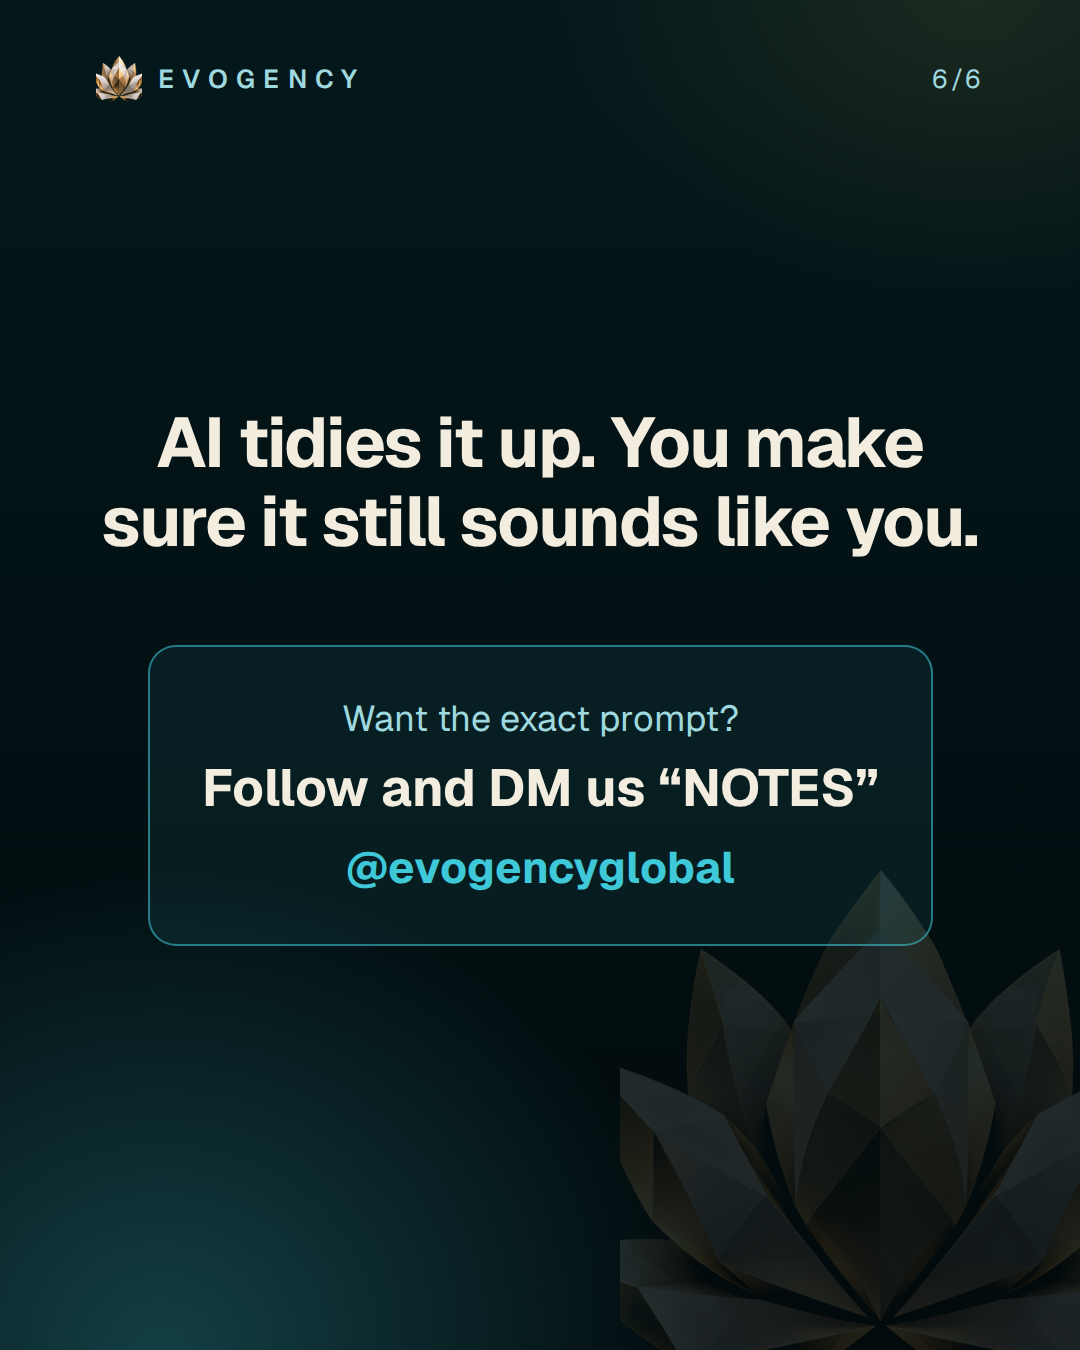 EVOGENCY
6/6
AI tidies it up. You make
sure it still sounds like you.
Want the exact prompt?
Follow and DM us “NOTES”
@evogencyglobal